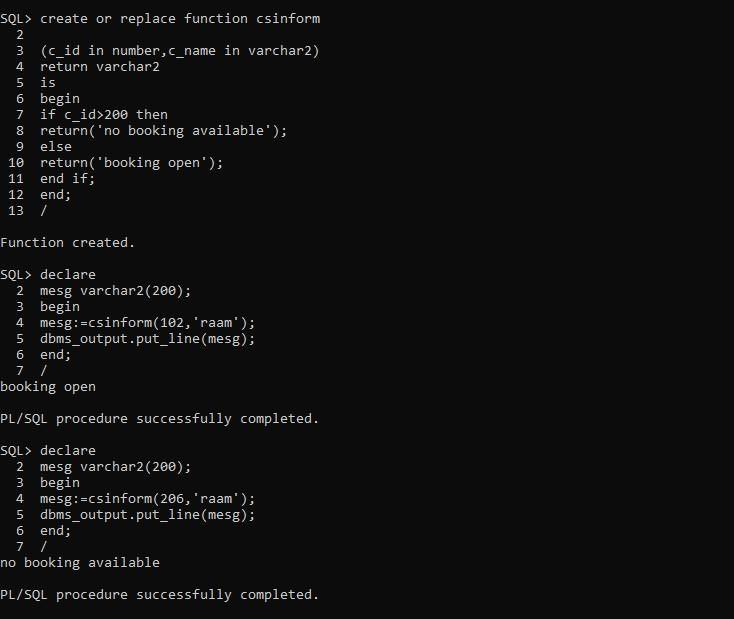 SQL> create or replace function csinform
  2
  3  (c_id in number,c_name in varchar2)
  4  return varchar2
  5  is
  6  begin
  7  if c_id>200 then
  8  return('no booking available');
  9  else
 10  return('booking open');
 11  end if;
 12  end;
 13  /

Function created.

SQL> declare
  2  mesg varchar2(200);
  3  begin
  4  mesg:=csinform(102,'raam');
  5  dbms_output.put_line(mesg);
  6  end;
  7  /
booking open

PL/SQL procedure successfully completed.

SQL> declare
  2  mesg varchar2(200);
  3  begin
  4  mesg:=csinform(206,'raam');
  5  dbms_output.put_line(mesg);
  6  end;
  7  /
no booking available

PL/SQL procedure successfully completed.